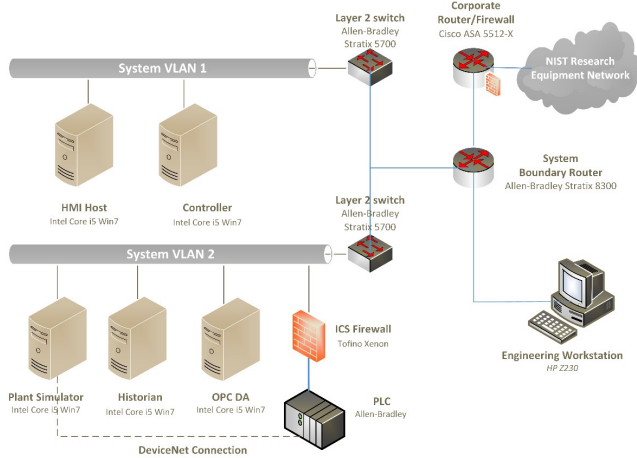 Corporate
Router/Firewall
Cisco ASA 5512-X
Layer 2 switch
Allen-Bradley
Stratix 5700
NIST Research
Equipment Network
System VLAN 1
System
Boundary Router
Allen-Bradley Stratix 8300
HMI Host
Intel Core i5 Win7
Controller
Intel Core i5 Win7
Layer 2 switch
Allen-Bradley
Stratix 5700
System VLAN 2
ICS Firewall
Tofino Xenon
Engineering Workstation
HP Z230
Plant Simulator
Intel Core i5 Win7
Historian
Intel Core i5 Win7
OPC DA
Intel Core i5 Win7
PLC
Allen-Bradley
DeviceNet Connection